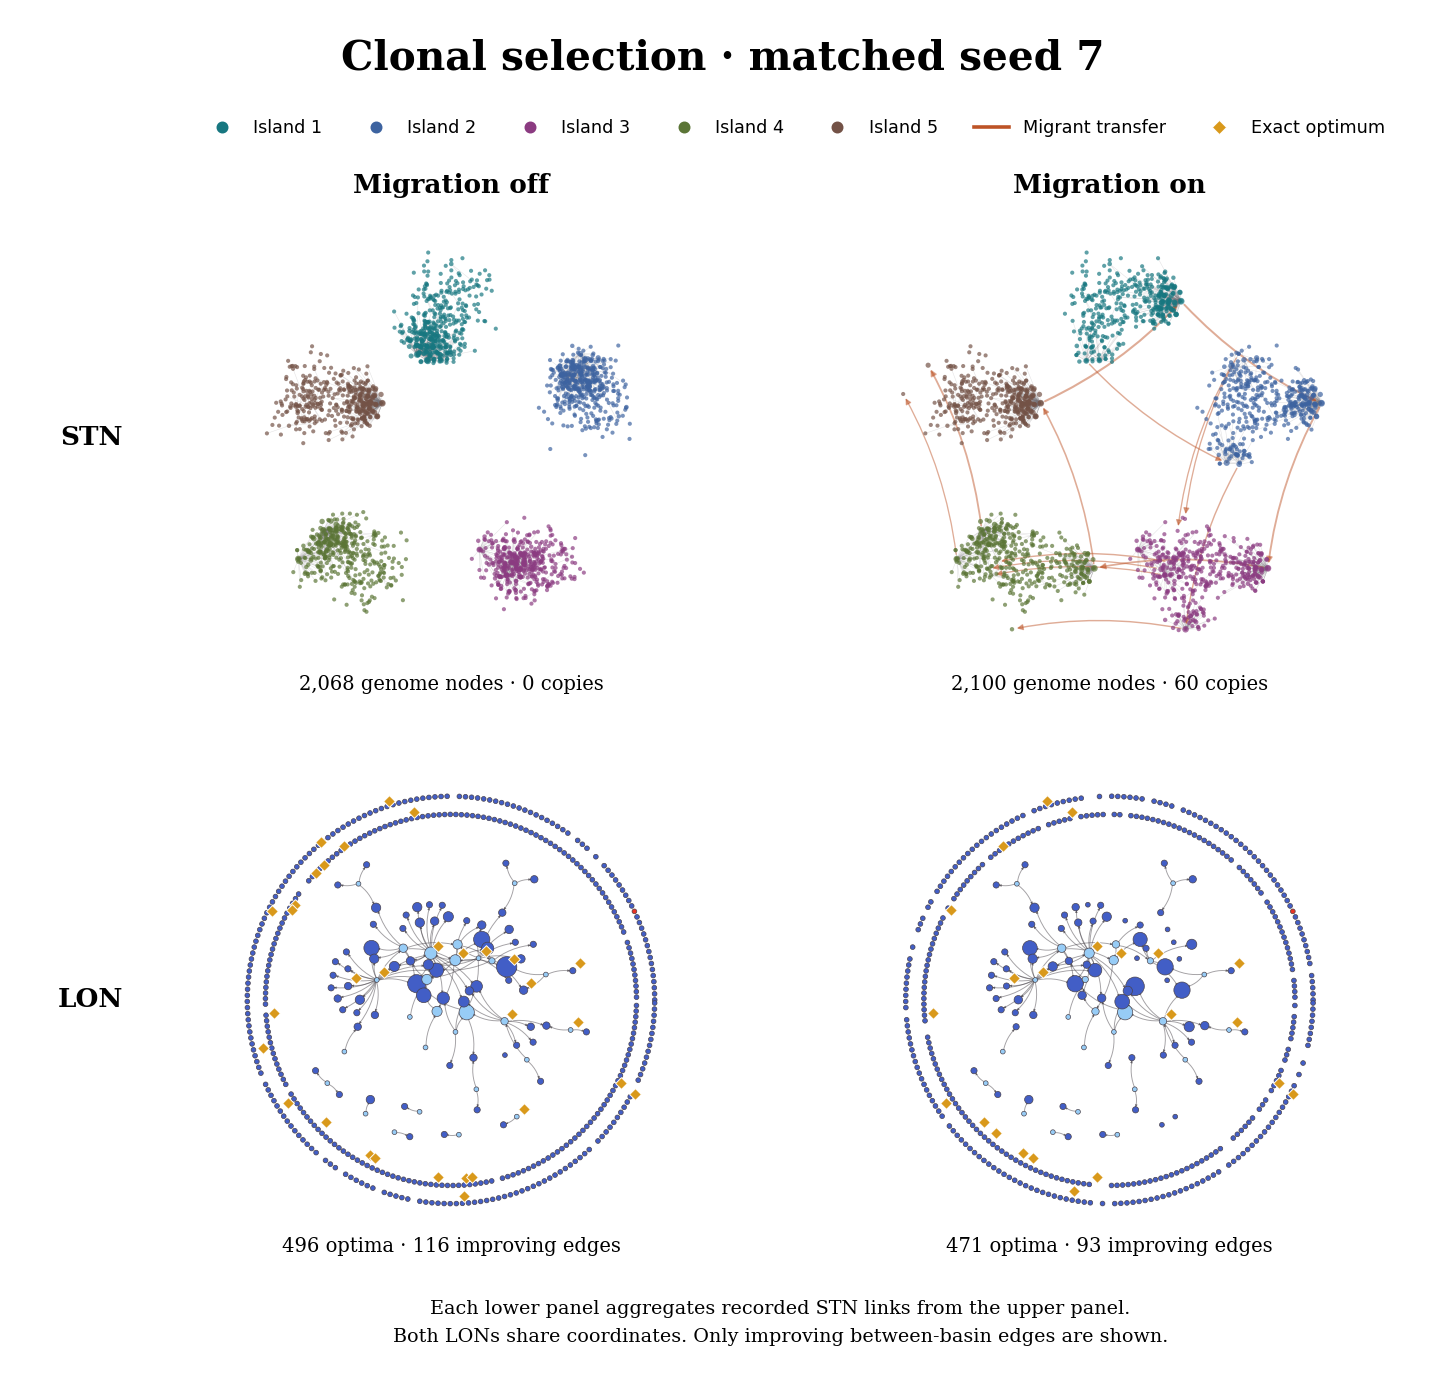 Clonal selection · matched seed 7
Island 1 Island 2 Island 3 Island 4 Island 5 Migrant transfer Exact optimum
Migration off Migration on
STN
2,068 genome nodes · 0 copies 2,100 genome nodes · 60 copies
LON
496 optima · 116 improving edges 471 optima · 93 improving edges
Each lower panel aggregates recorded STN links from the upper panel.
Both LONs share coordinates. Only improving between-basin edges are shown.